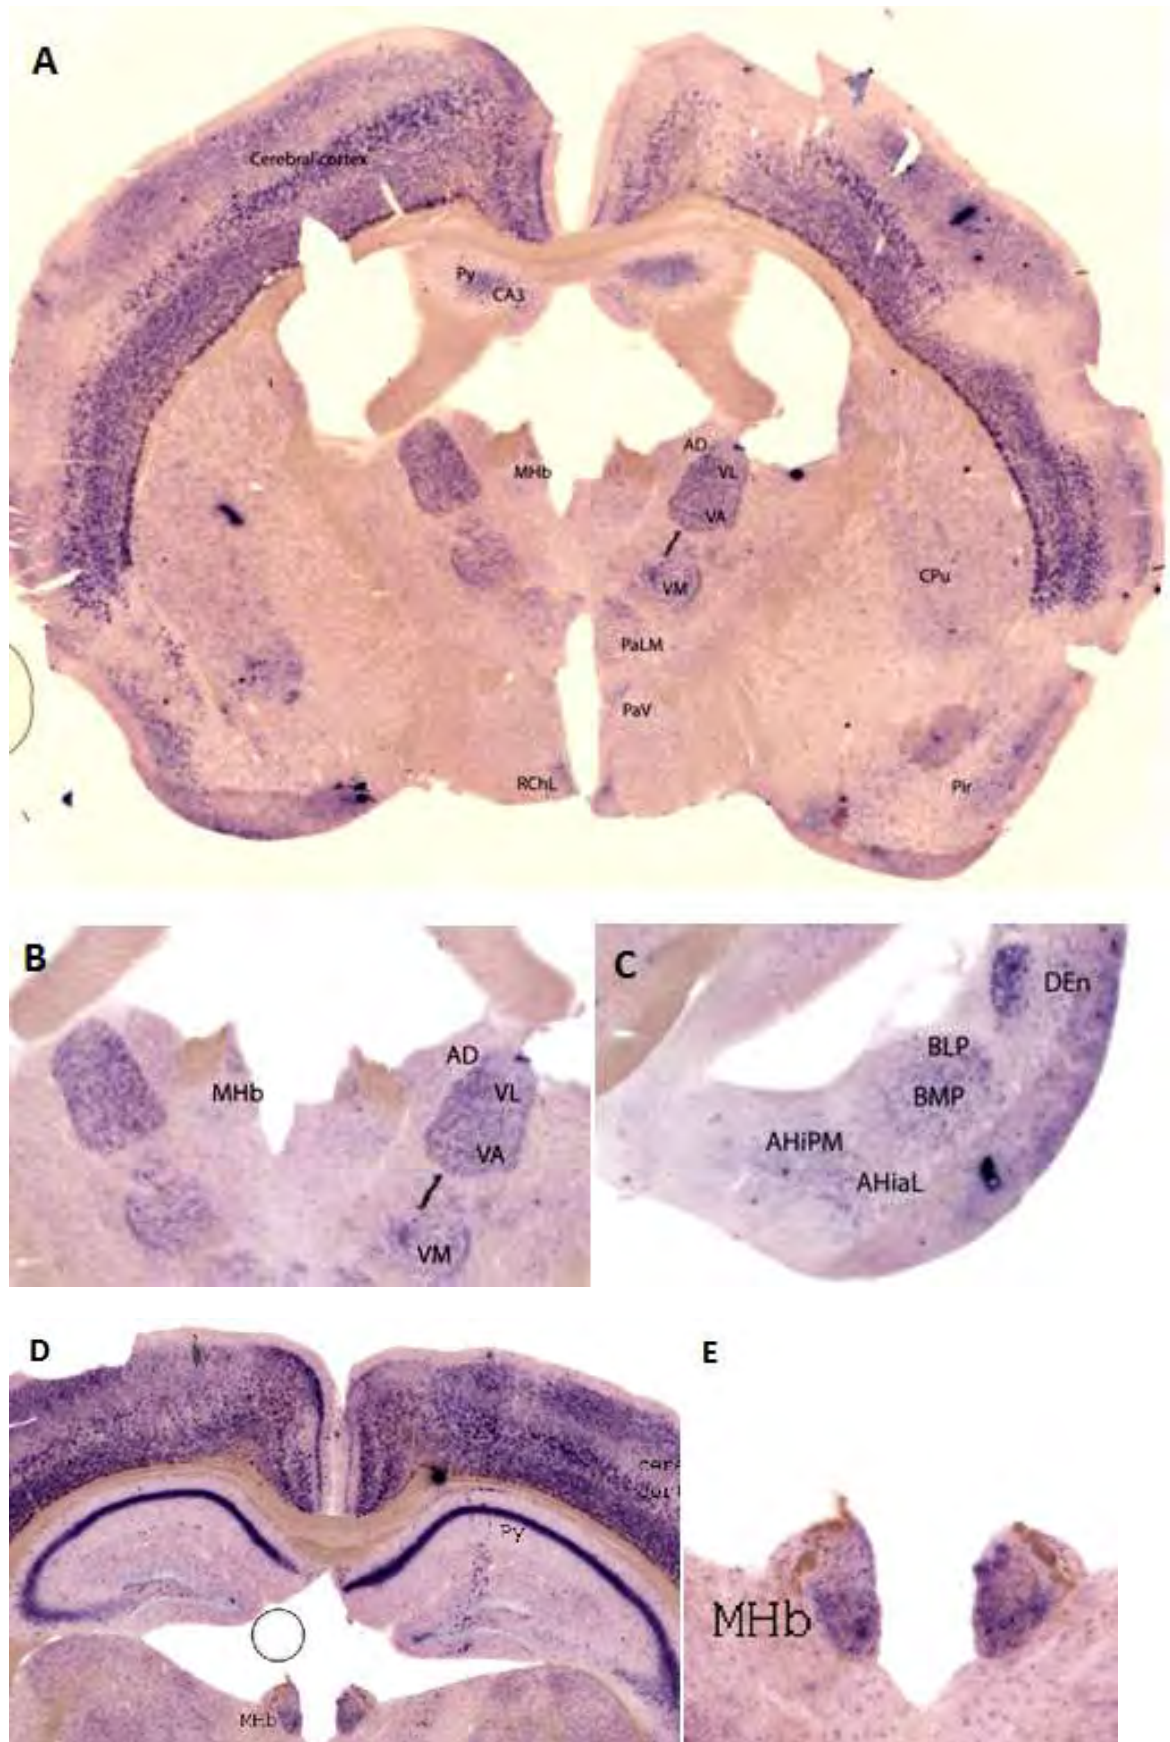 A
Cerebral cortex
Py
CA3
MHb
AD
VL
VA
VM
CPu
PaLM
PaV
RChL
Pir
B
MHb
AD
VL
VA
VM
C
DEn
BLP
BMP
AHiPM
AHiaL
D
Py
MHb
E
MHb